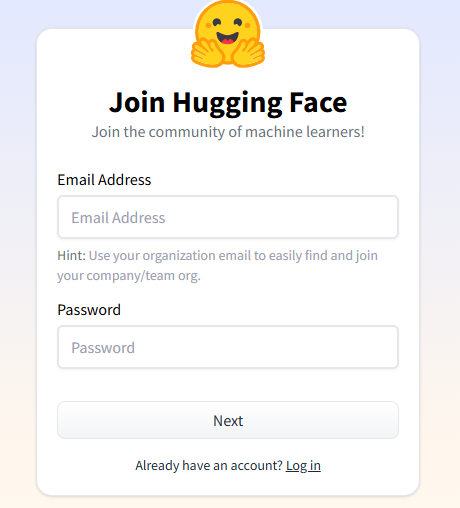 Join Hugging Face
Join the community of machine learners!
Email Address
Email Address
Hint: Use your organization email to easily find and join
your company/team org.
Password
Password
Next
Already have an account? Log in